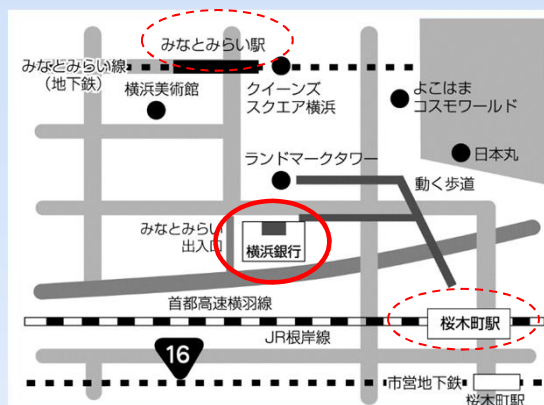 みなとみらい駅
みなとみらい線
(地下鉄)
横浜美術館
クイーンズ
スクエア横浜
よこはま
コスモワールド
日本丸
ランドマークタワー
動く歩道
みなとみらい
出入口
横浜銀行
首都高速横羽線
桜木町駅
JR根岸線
16
市営地下鉄
桜木町駅